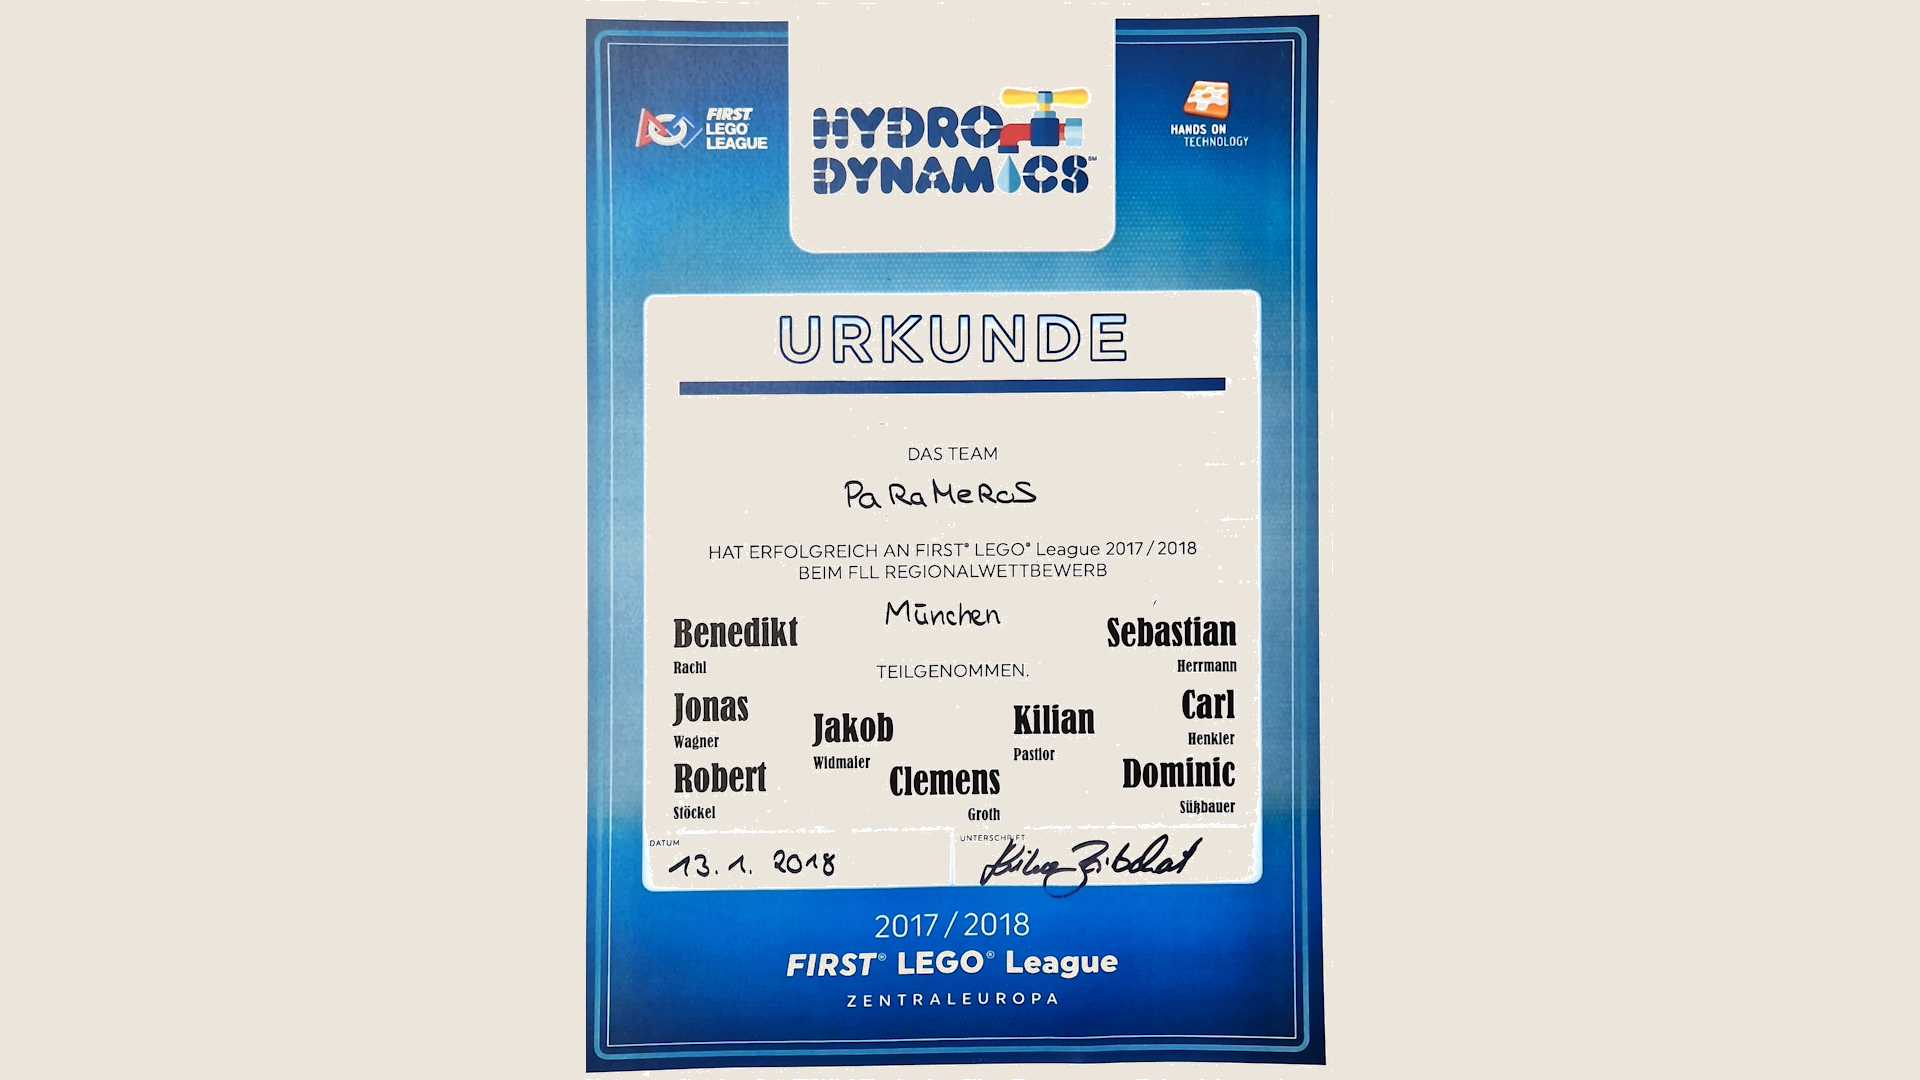 FIRST
LEGO
LEAGUE
HYDRO
DYNAMICS℠
HANDS ON
TECHNOLOGY
URKUNDE
DAS TEAM
PaRaMeRoS
HAT ERFOLGREICH AN FIRST® LEGO® League 2017/2018
BEIM FLL REGIONALWETTBEWERB
München
TEILGENOMMEN.
Benedikt
Rachl
Sebastian
Herrmann
Jonas
Wagner
Jakob
Widmaier
Kilian
Pastior
Carl
Henkler
Robert
Stöckel
Clemens
Groth
Dominic
Süßbauer
DATUM
13.1. 2018
UNTERSCHRIFT
2017/2018
FIRST® LEGO® League
ZENTRALEUROPA